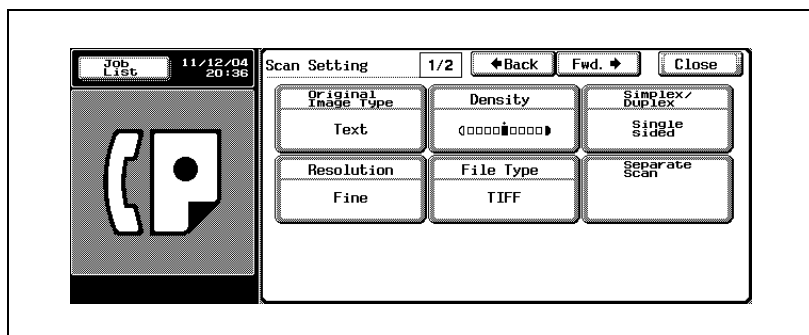 Job List 11/12/04 20:36
Scan Setting 1/2 Back Fwd. Close
Original Image Type
Text
Density
Simplex/Duplex
Single sided
Resolution
Fine
File Type
TIFF
Separate Scan